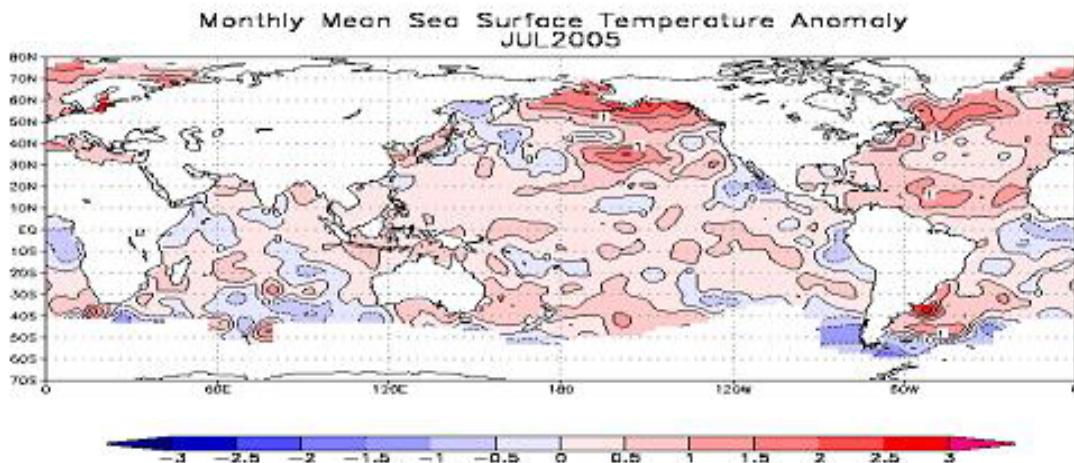 Monthly Mean Sea Surface Temperature Anomaly
JUL2005
80N
70N
60N
50N
40N
30N
20N
10N
EQ
10S
20S
30S
40S
50S
60S
70S
0 60E 120E 180 120W 60W 0
-3 -2.5 -2 -1.5 -1 -0.5 0 0.5 1 1.5 2 2.5 3